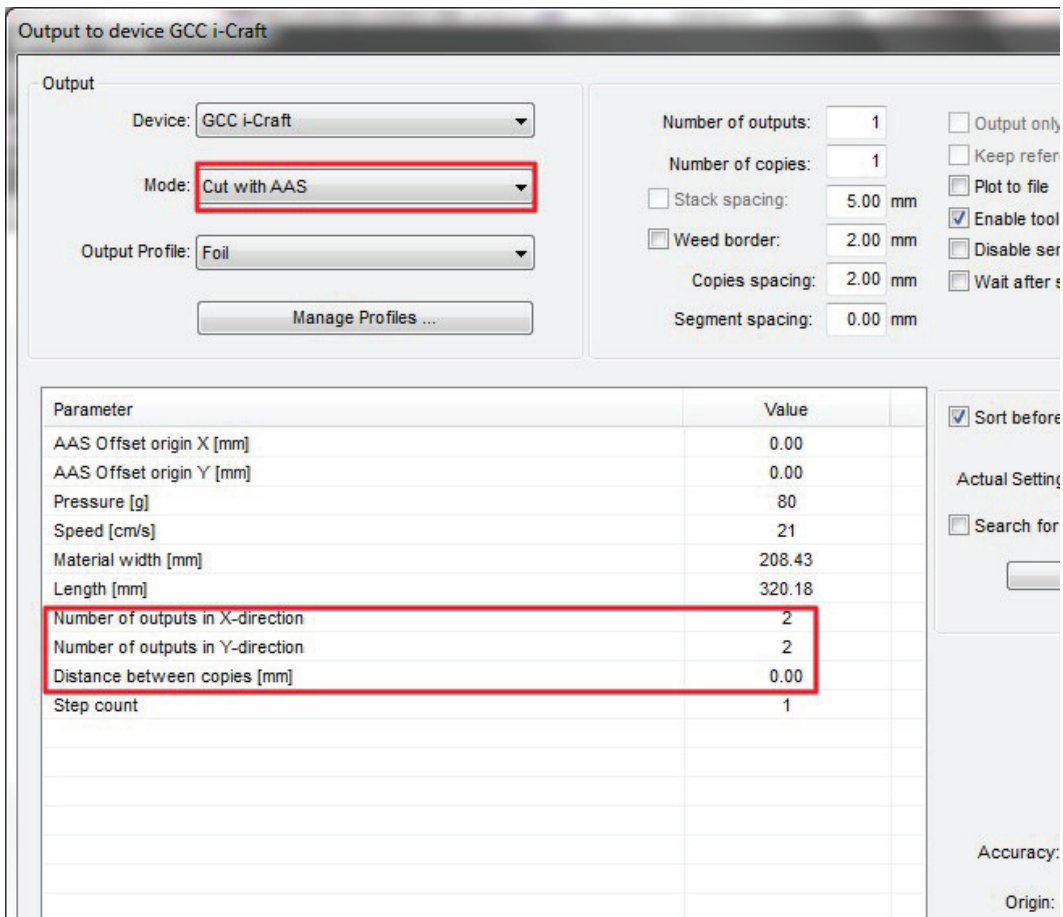 Output to device GCC i-Craft
Output
Device: GCC i-Craft
Mode: Cut with AAS
Output Profile: Foil
Manage Profiles ...
Number of outputs: 1
Number of copies: 1
Stack spacing: 5.00 mm
Weed border: 2.00 mm
Copies spacing: 2.00 mm
Segment spacing: 0.00 mm
Output only
Keep refer
Plot to file
Enable tool
Disable ser
Wait after s
Parameter Value
AAS Offset origin X [mm] 0.00
AAS Offset origin Y [mm] 0.00
Pressure [g] 80
Speed [cm/s] 21
Material width [mm] 208.43
Length [mm] 320.18
Number of outputs in X-direction 2
Number of outputs in Y-direction 2
Distance between copies [mm] 0.00
Step count 1
Sort before
Actual Setting
Search for
Accuracy:
Origin: